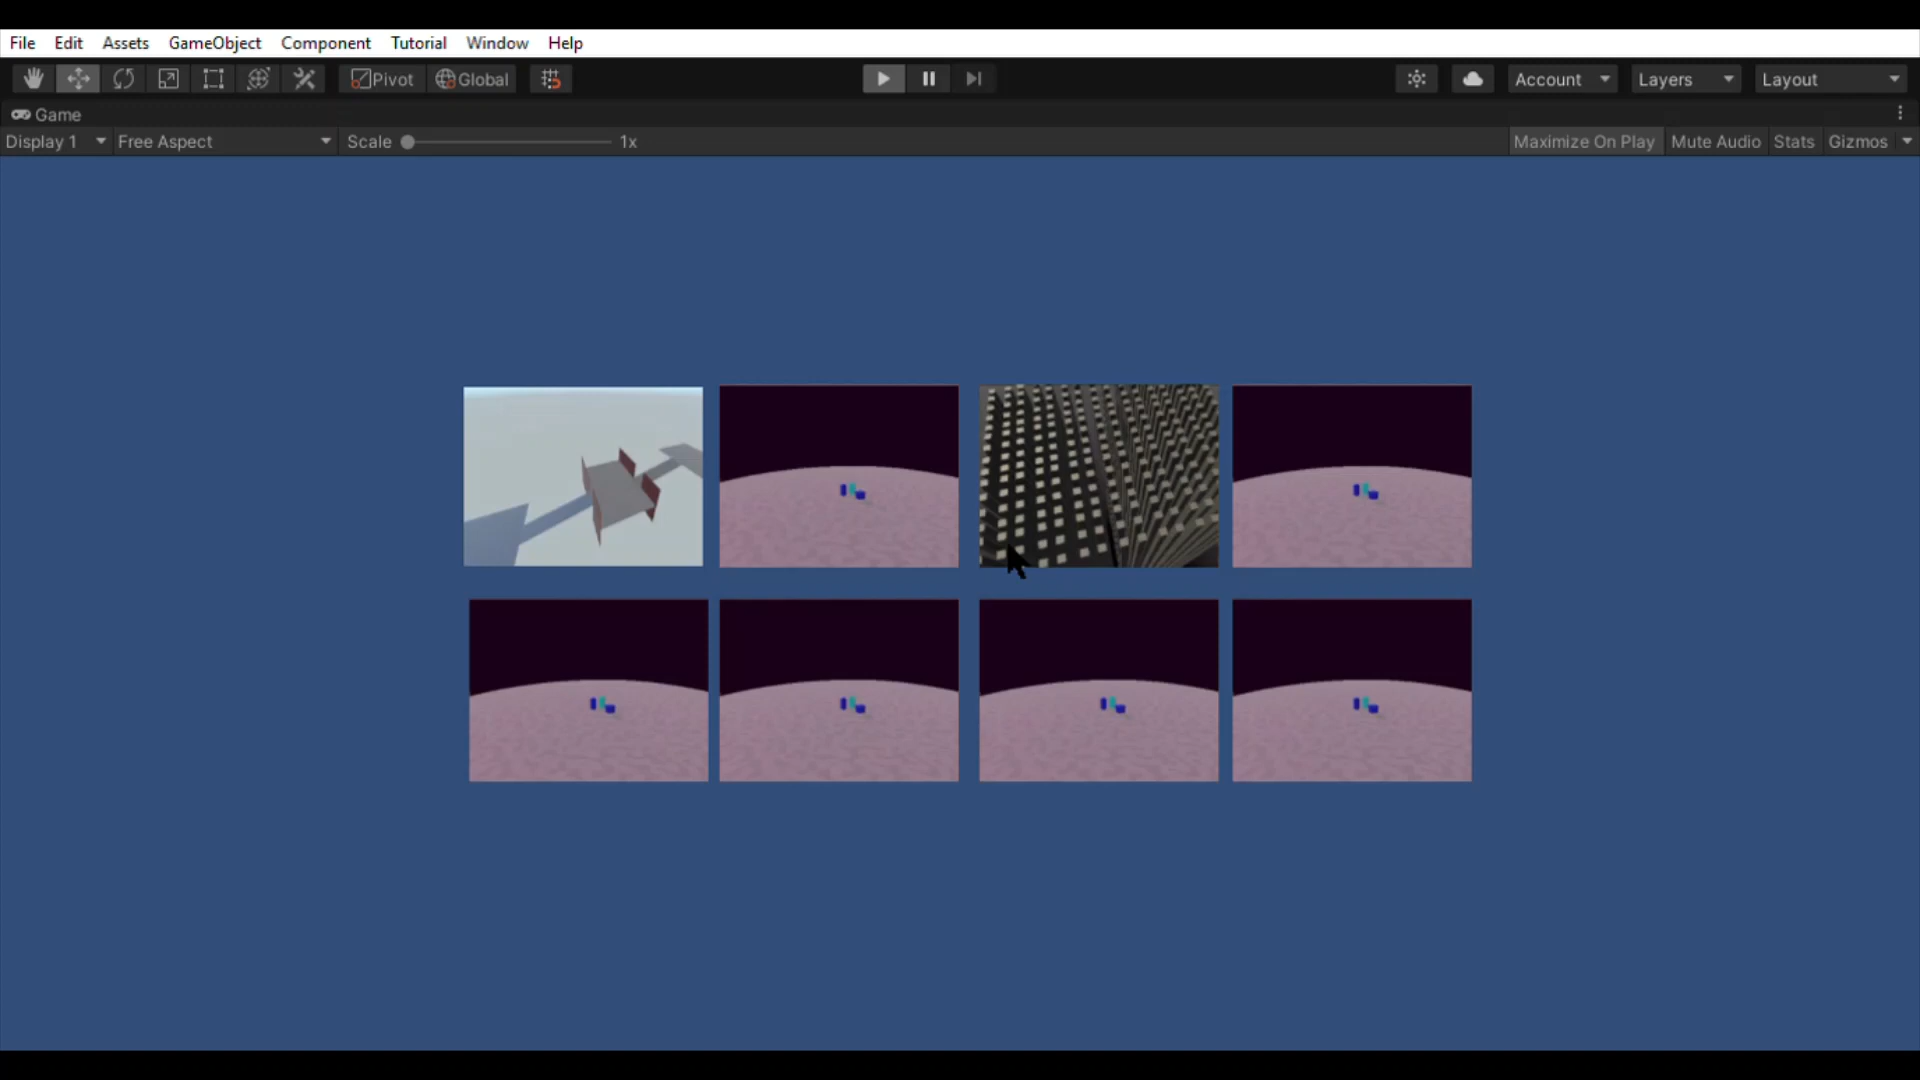 File Edit Assets GameObject Component Tutorial Window Help
Pivot Global Account Layers Layout
Game
Display 1 Free Aspect Scale 1x Maximize On Play Mute Audio Stats Gizmos